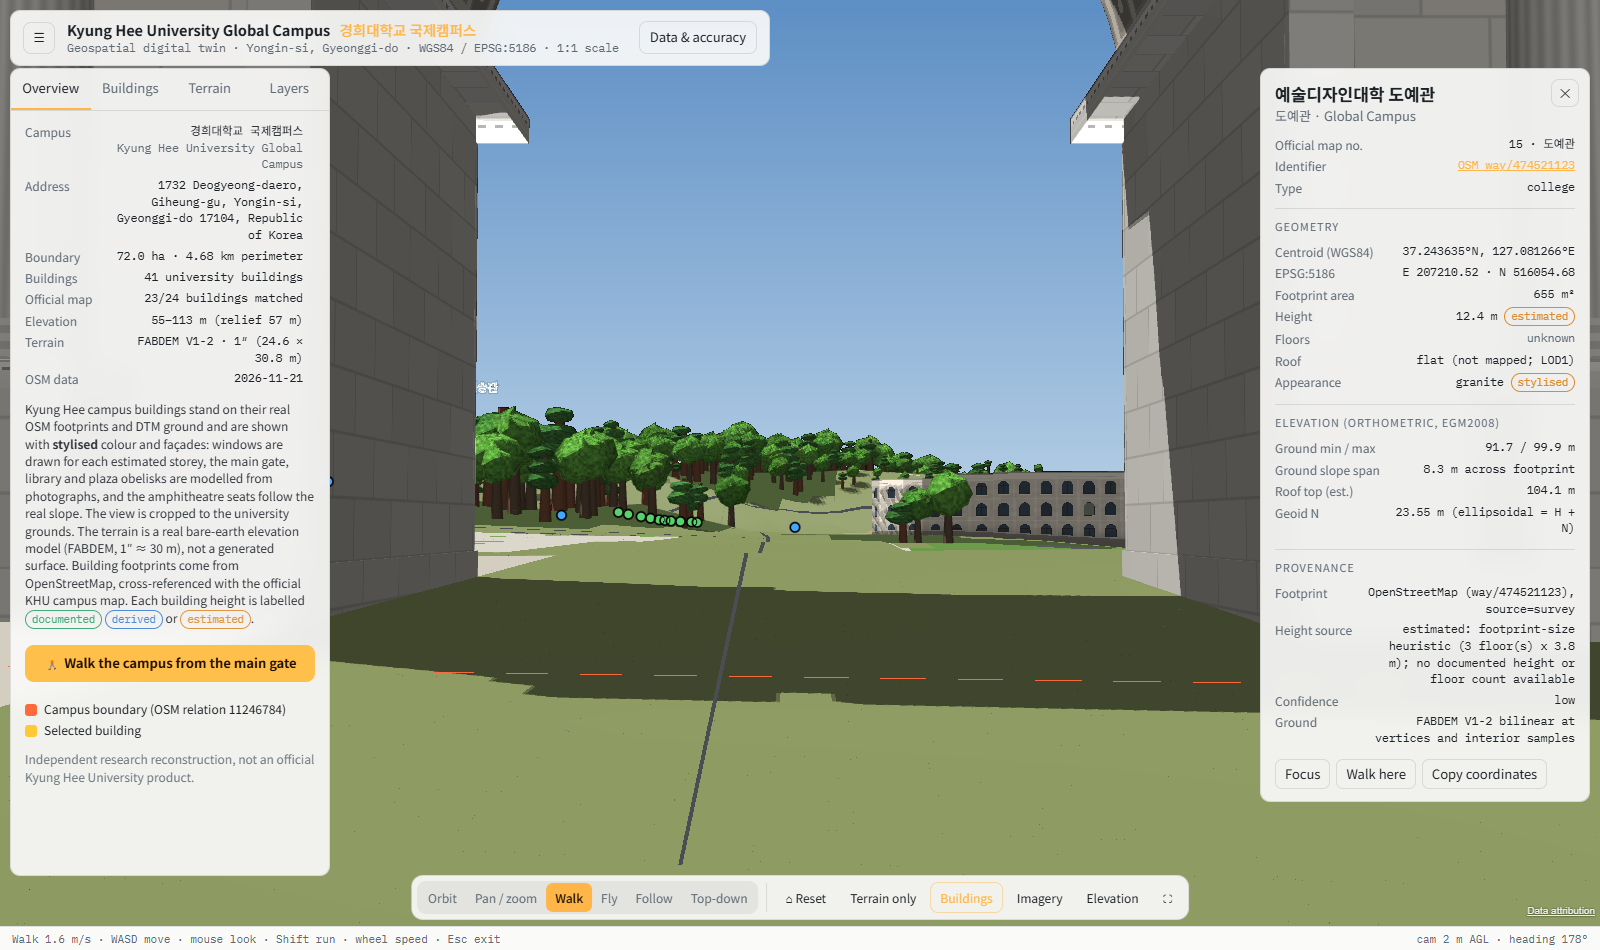 ☰
Kyung Hee University Global Campus 경희대학교 국제캠퍼스
Geospatial digital twin · Yongin-si, Gyeonggi-do · WGS84 / EPSG:5186 · 1:1 scale
Data & accuracy
Overview Buildings Terrain Layers
Campus 경희대학교 국제캠퍼스
Kyung Hee University Global
Campus
Address 1732 Deogyeong-daero,
Giheung-gu, Yongin-si,
Gyeonggi-do 17104, Republic
of Korea
Boundary 72.0 ha · 4.68 km perimeter
Buildings 41 university buildings
Official map 23/24 buildings matched
Elevation 55–113 m (relief 57 m)
Terrain FABDEM V1-2 · 1″ (24.6 ×
30.8 m)
OSM data 2026-11-21
Kyung Hee campus buildings stand on their real
OSM footprints and DTM ground and are shown
with stylised colour and façades: windows are
drawn for each estimated storey, the main gate,
library and plaza obelisks are modelled from
photographs, and the amphitheatre seats follow the
real slope. The view is cropped to the university
grounds. The terrain is a real bare-earth elevation
model (FABDEM, 1″ ≈ 30 m), not a generated
surface. Building footprints come from
OpenStreetMap, cross-referenced with the official
KHU campus map. Each building height is labelled
documented derived or estimated.
Walk the campus from the main gate
Campus boundary (OSM relation 11246784)
Selected building
Independent research reconstruction, not an official
Kyung Hee University product.
예술디자인대학 도예관
도예관 · Global Campus
Official map no. 15 · 도예관
Identifier OSM way/474521123
Type college
GEOMETRY
Centroid (WGS84) 37.243635°N, 127.081266°E
EPSG:5186 E 207210.52 · N 516054.68
Footprint area 655 m²
Height 12.4 m estimated
Floors unknown
Roof flat (not mapped; LOD1)
Appearance granite stylised
ELEVATION (ORTHOMETRIC, EGM2008)
Ground min / max 91.7 / 99.9 m
Ground slope span 8.3 m across footprint
Roof top (est.) 104.1 m
Geoid N 23.55 m (ellipsoidal = H +
N)
PROVENANCE
Footprint OpenStreetMap (way/474521123),
source=survey
Height source estimated: footprint-size
heuristic (3 floor(s) x 3.8
m); no documented height or
floor count available
Confidence low
Ground FABDEM V1-2 bilinear at
vertices and interior samples
Focus Walk here Copy coordinates
Orbit Pan / zoom Walk Fly Follow Top-down ⌂ Reset Terrain only Buildings Imagery Elevation
Data attribution
Walk 1.6 m/s · WASD move · mouse look · Shift run · wheel speed · Esc exit
cam 2 m AGL · heading 178°